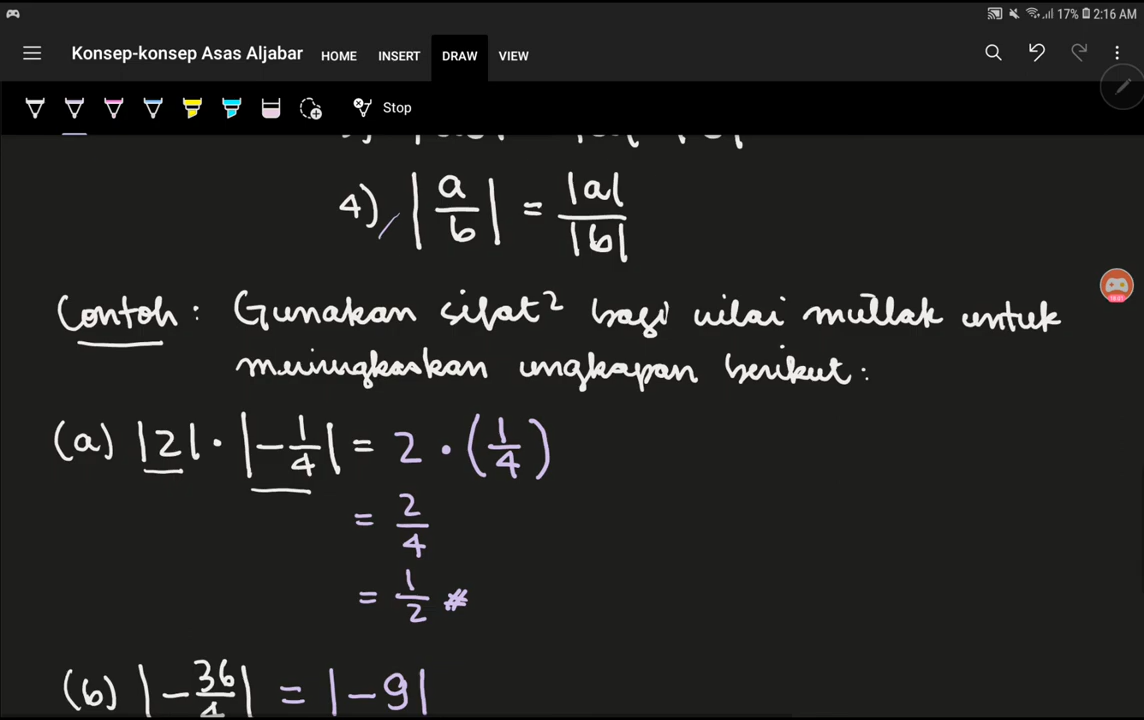 17% 2:16 AM
Konsep-konsep Asas Aljabar HOME INSERT DRAW VIEW
Stop
4) |a/b| = |a|/|b|
Contoh : Gunakan sifat² bagi nilai mutlak untuk
meringkaskan ungkapan berikut :
(a) |2| · |-1/4| = 2 · (1/4)
= 2/4
= 1/2 #
(b) |-36/4| = |-9|